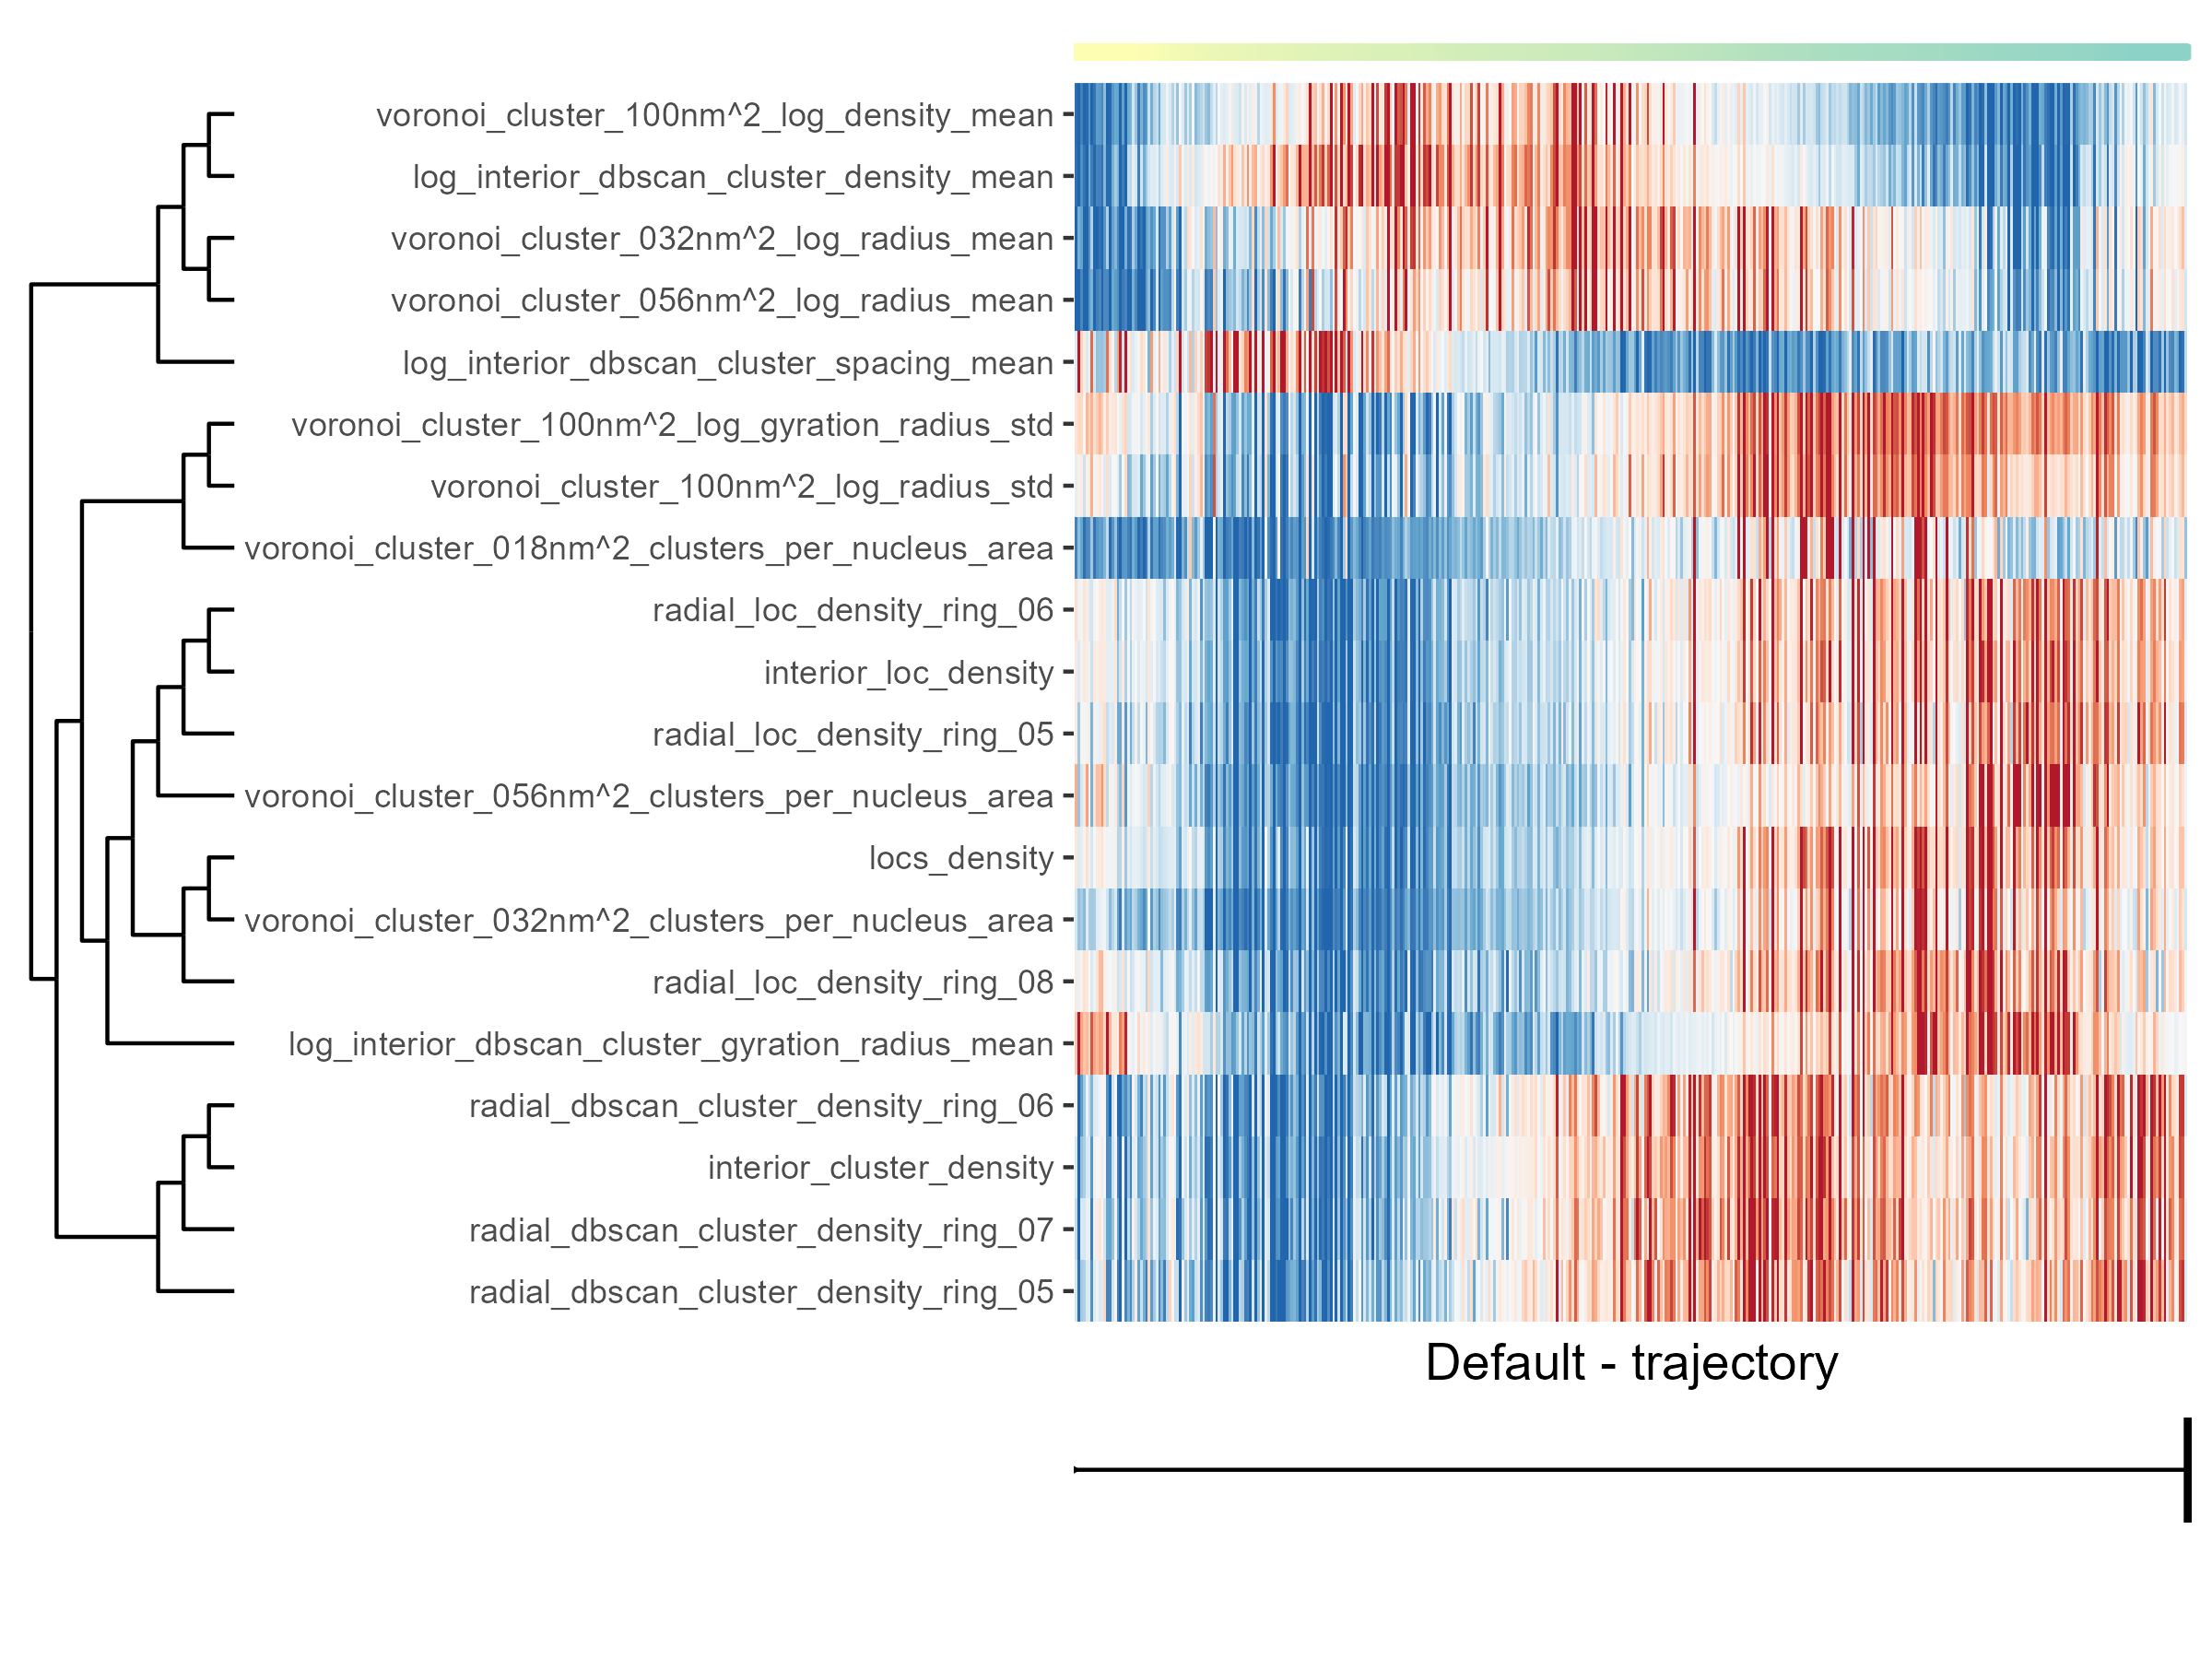 voronoi_cluster_100nm^2_log_density_mean
log_interior_dbscan_cluster_density_mean
voronoi_cluster_032nm^2_log_radius_mean
voronoi_cluster_056nm^2_log_radius_mean
log_interior_dbscan_cluster_spacing_mean
voronoi_cluster_100nm^2_log_gyration_radius_std
voronoi_cluster_100nm^2_log_radius_std
voronoi_cluster_018nm^2_clusters_per_nucleus_area
radial_loc_density_ring_06
interior_loc_density
radial_loc_density_ring_05
voronoi_cluster_056nm^2_clusters_per_nucleus_area
locs_density
voronoi_cluster_032nm^2_clusters_per_nucleus_area
radial_loc_density_ring_08
log_interior_dbscan_cluster_gyration_radius_mean
radial_dbscan_cluster_density_ring_06
interior_cluster_density
radial_dbscan_cluster_density_ring_07
radial_dbscan_cluster_density_ring_05
Default - trajectory